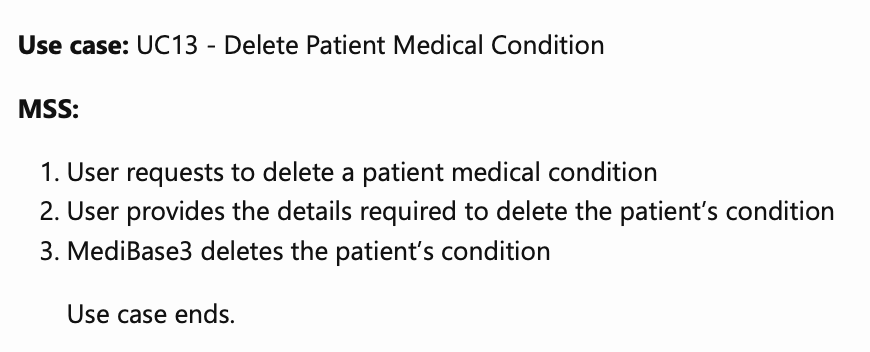 Use case: UC13 - Delete Patient Medical Condition
MSS:
1. User requests to delete a patient medical condition
2. User provides the details required to delete the patient’s condition
3. MediBase3 deletes the patient’s condition
Use case ends.